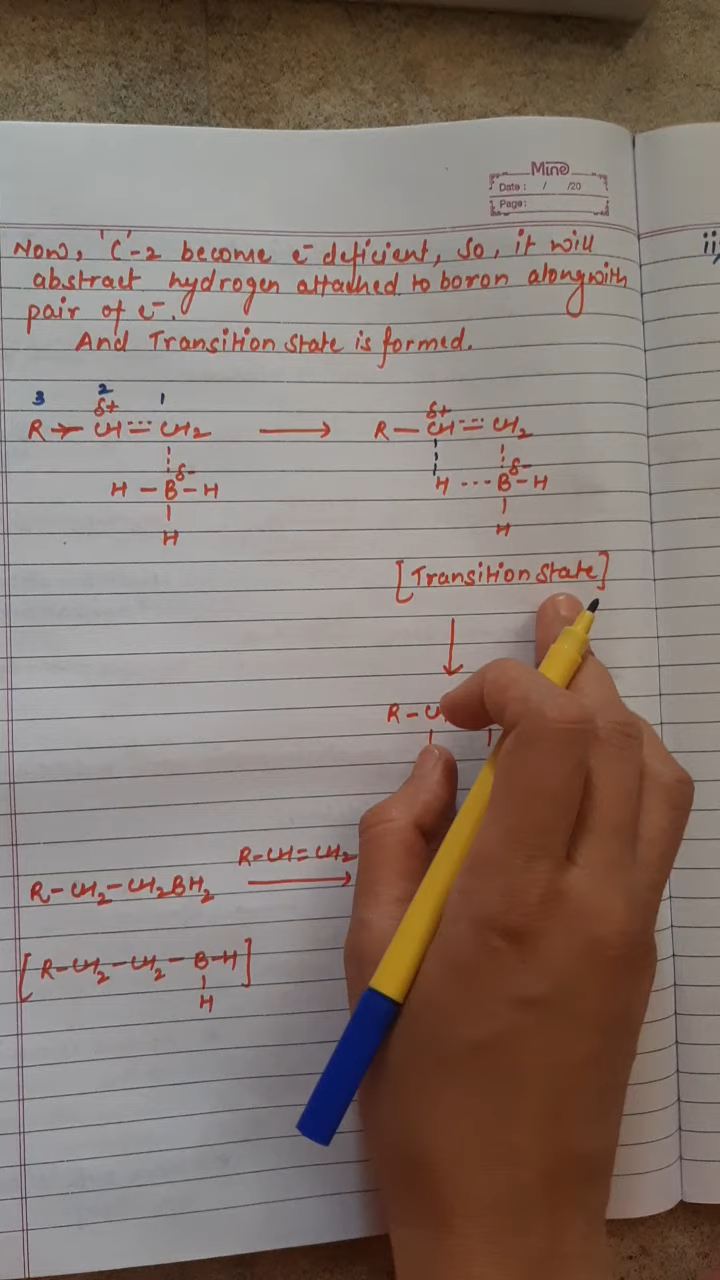 Mine
Date : / /20
Page:
Now, 'C'-2 become e⁻ deficient, so, it will
ii)
abstract hydrogen attached to boron alongwith
pair of e⁻.
And Transition state is formed.
3 2 1
δ+ δ+
R → CH ⋯ CH₂ ⟶ R — CH ⋯ CH₂
δ- δ-
H — B — H H ⋯ B — H
H H
[Transition state]
R - C
R-CH=CH₂
R-CH₂-CH₂BH₂ ⟶
[R-CH₂-CH₂-B-H]
H